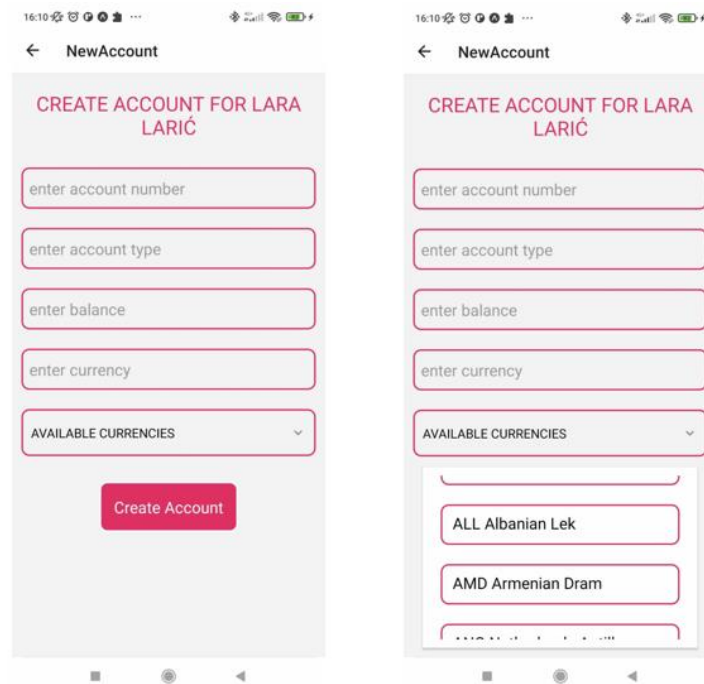 16:10
NewAccount
CREATE ACCOUNT FOR LARA
LARIĆ
enter account number
enter account type
enter balance
enter currency
AVAILABLE CURRENCIES
Create Account
16:10
NewAccount
CREATE ACCOUNT FOR LARA
LARIĆ
enter account number
enter account type
enter balance
enter currency
AVAILABLE CURRENCIES
ALL Albanian Lek
AMD Armenian Dram